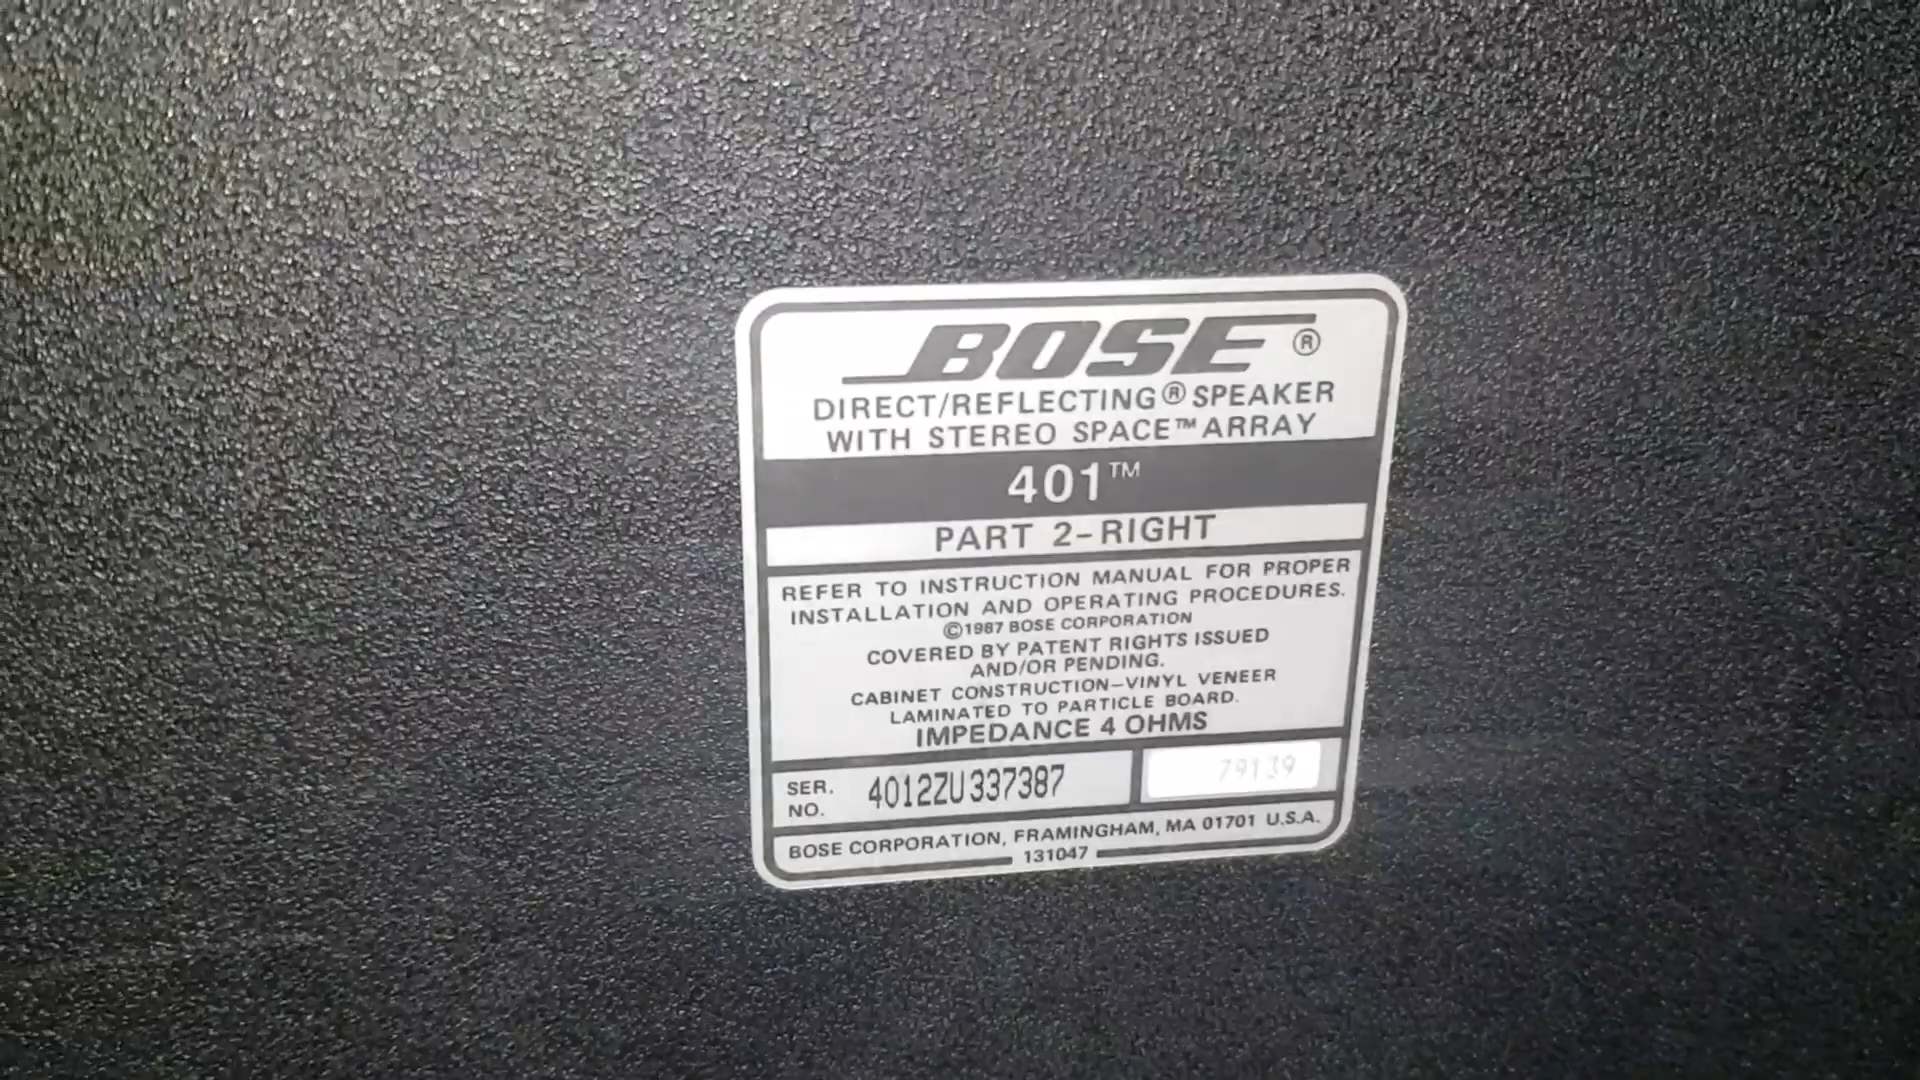 BOSE®
DIRECT/REFLECTING® SPEAKER
WITH STEREO SPACE™ ARRAY
401™
PART 2-RIGHT
REFER TO INSTRUCTION MANUAL FOR PROPER
INSTALLATION AND OPERATING PROCEDURES.
©1987 BOSE CORPORATION
COVERED BY PATENT RIGHTS ISSUED
AND/OR PENDING.
CABINET CONSTRUCTION-VINYL VENEER
LAMINATED TO PARTICLE BOARD.
IMPEDANCE 4 OHMS
SER. NO. 4012ZU337387 79139
BOSE CORPORATION, FRAMINGHAM, MA 01701 U.S.A.
131047